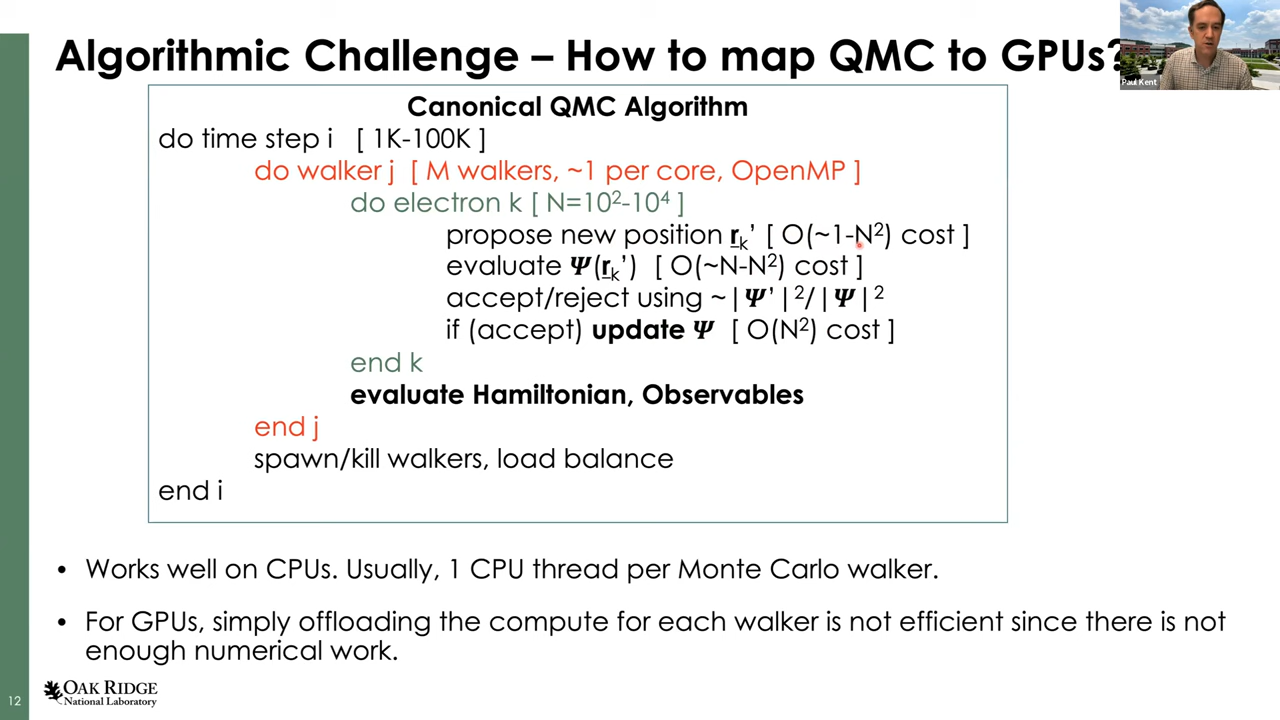 Algorithmic Challenge – How to map QMC to GPUs?
Paul Kent
Canonical QMC Algorithm
do time step i [ 1K-100K ]
do walker j [ M walkers, ~1 per core, OpenMP ]
do electron k [ N=10²-10⁴ ]
propose new position r_k' [ O(~1-N²) cost ]
evaluate Ψ(r_k') [ O(~N-N²) cost ]
accept/reject using ~|Ψ'|²/|Ψ|²
if (accept) update Ψ [ O(N²) cost ]
end k
evaluate Hamiltonian, Observables
end j
spawn/kill walkers, load balance
end i
• Works well on CPUs. Usually, 1 CPU thread per Monte Carlo walker.
• For GPUs, simply offloading the compute for each walker is not efficient since there is not
enough numerical work.
12
OAK RIDGE
National Laboratory